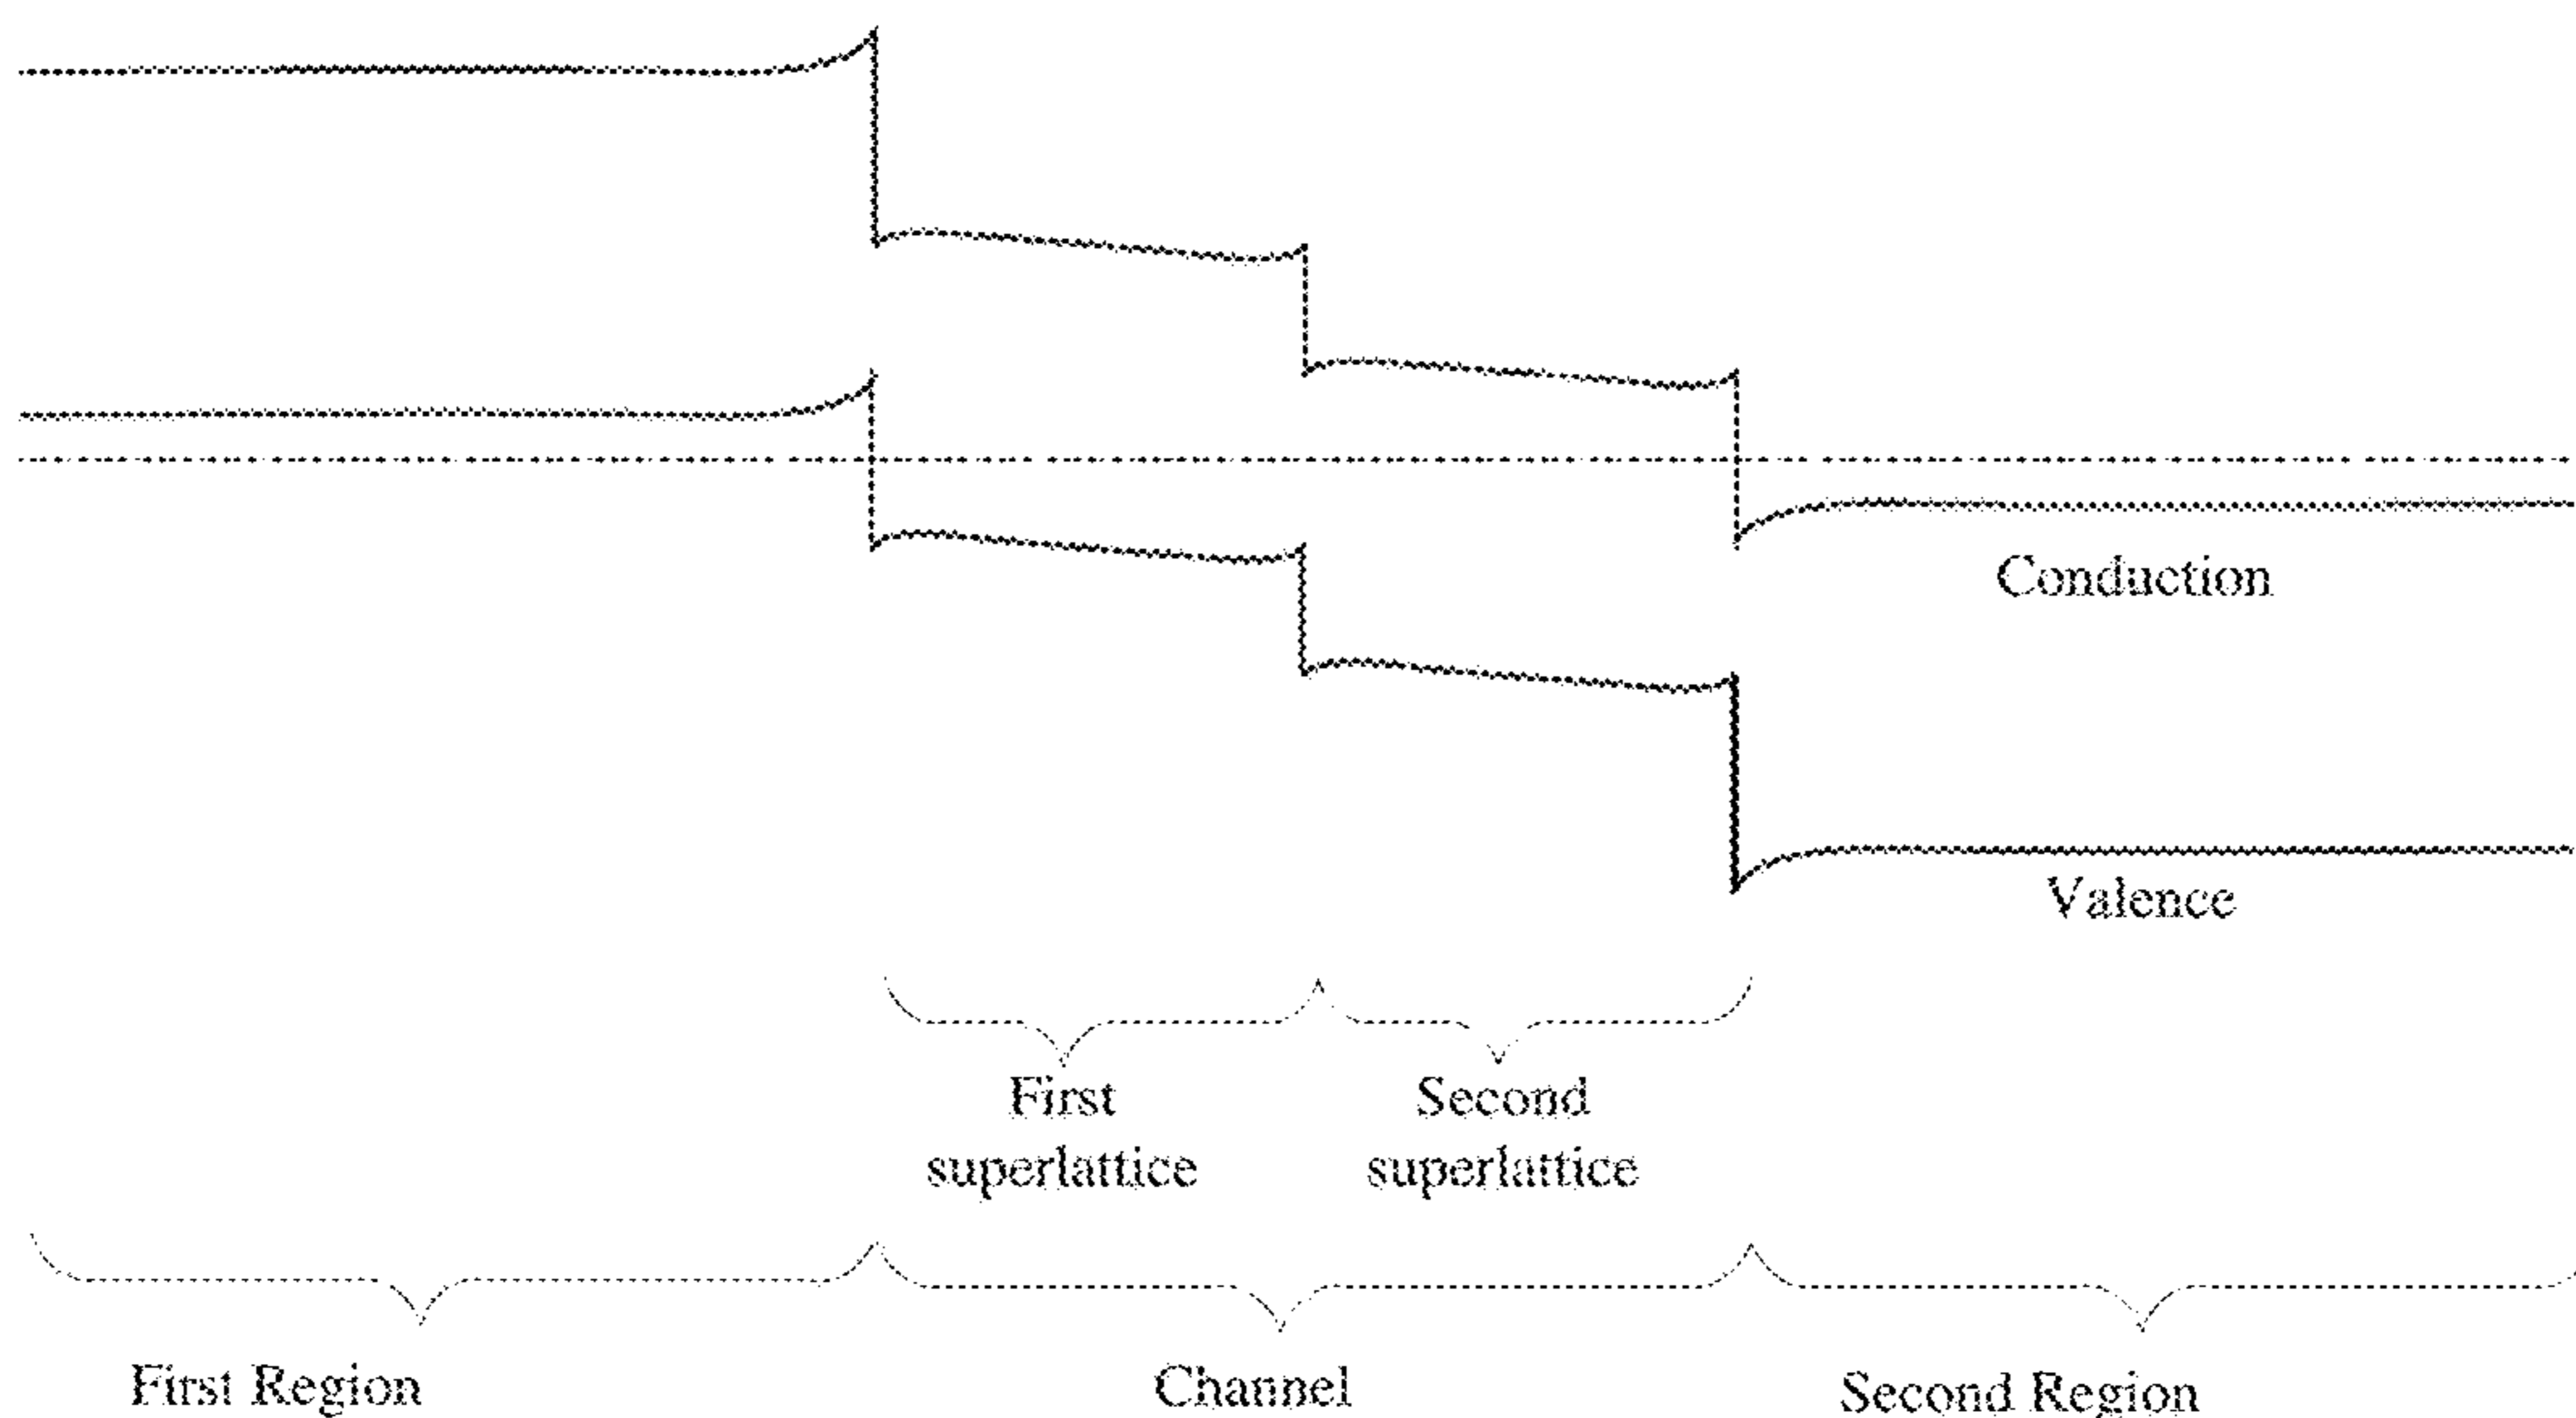 Conduction
Valence
First
superlattice
Second
superlattice
First Region
Channel
Second Region